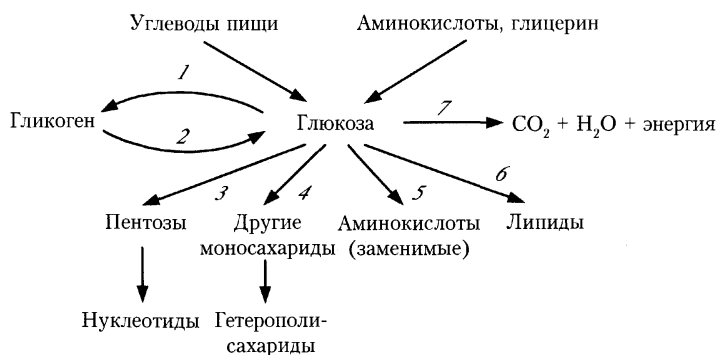 Углеводы пищи
Аминокислоты, глицерин
1
Гликоген
2
Глюкоза
7
CO₂ + H₂O + энергия
3
4
5
6
Пентозы
Другие
моносахариды
Аминокислоты
(заменимые)
Липиды
Нуклеотиды
Гетерополи-
сахариды